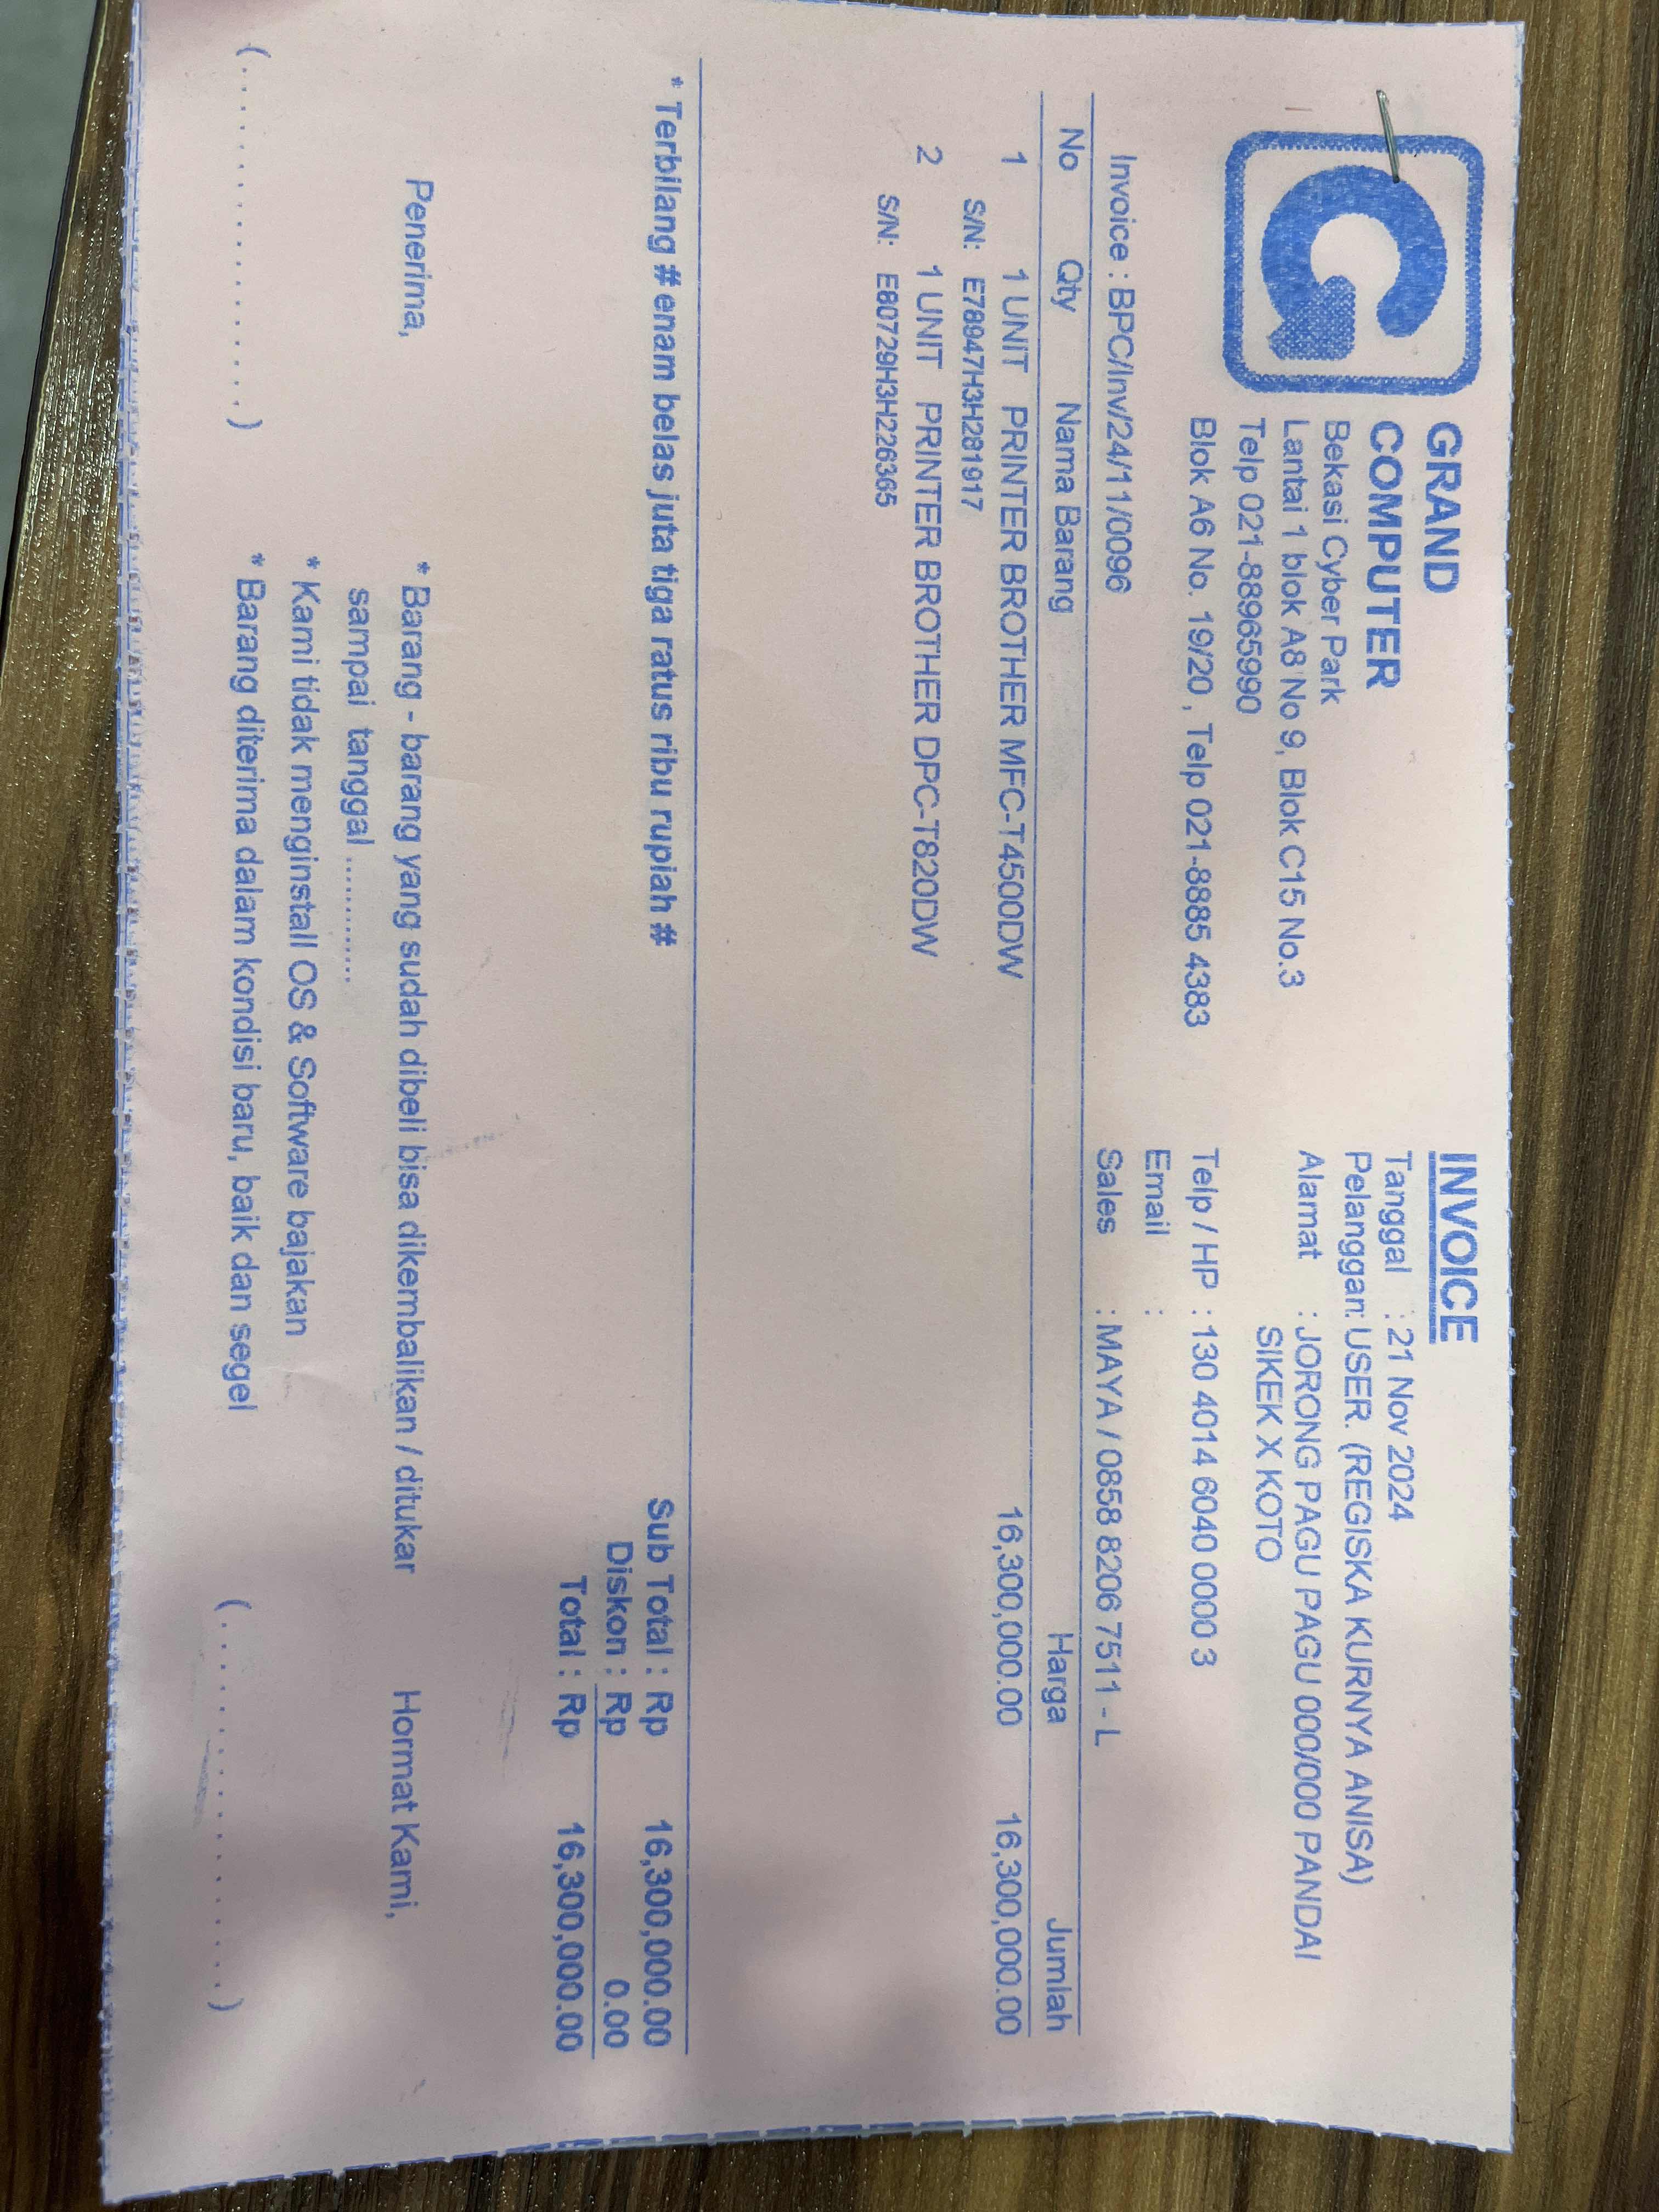 GRAND
COMPUTER
Bekasi Cyber Park
Lantai 1 blok A8 No 9, Blok C15 No.3
Telp 021-88965990
Blok A6 No. 19/20 , Telp 021-8885 4383
INVOICE
Tanggal : 21 Nov 2024
Pelanggan: USER. (REGISKA KURNYA ANISA)
Alamat : JORONG PAGU PAGU 000/000 PANDAI
SIKEK X KOTO
Telp / HP : 130 4014 6040 0000 3
Email :
Sales : MAYA / 0858 8206 7511 - L
Invoice : BPC/Inv/24/11/0096
No Qty Nama Barang Harga Jumlah
1 1 UNIT PRINTER BROTHER MFC-T4500DW 16,300,000.00 16,300,000.00
S/N: E78947H3H281917
2 1 UNIT PRINTER BROTHER DPC-T820DW
S/N: E80729H3H226365
* Terbilang # enam belas juta tiga ratus ribu rupiah #
Sub Total : Rp 16,300,000.00
Diskon : Rp 0.00
Total : Rp 16,300,000.00
Penerima,
(....................)
* Barang - barang yang sudah dibeli bisa dikembalikan / ditukar
sampai tanggal ...........
* Kami tidak menginstall OS & Software bajakan
* Barang diterima dalam kondisi baru, baik dan segel
Hormat Kami,
(....................)